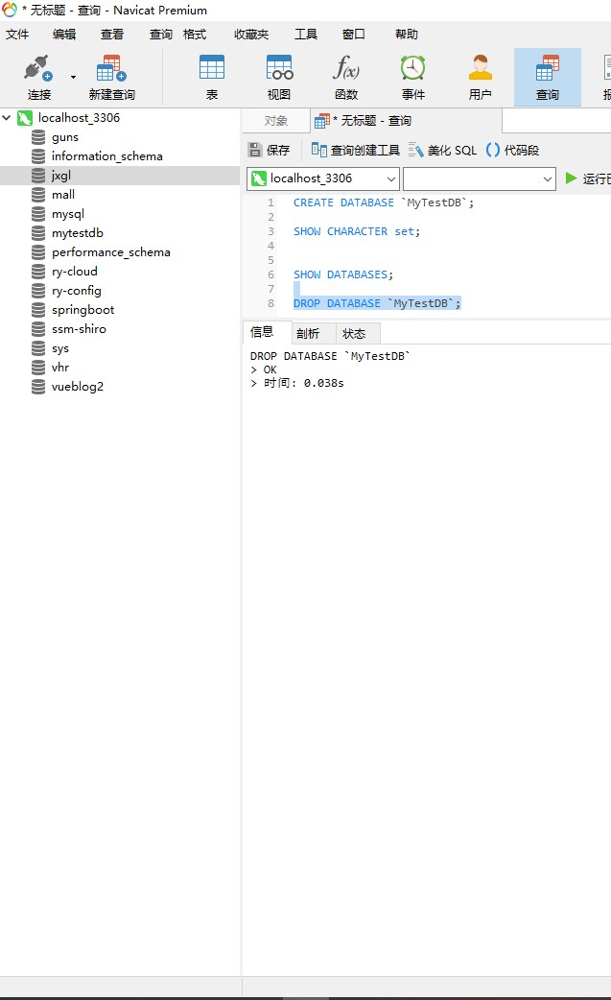 * 无标题 - 查询 - Navicat Premium
文件 编辑 查看 查询 格式 收藏夹 工具 窗口 帮助
连接 新建查询 表 视图 函数 事件 用户 查询
localhost_3306
guns
information_schema
jxgl
mall
mysql
mytestdb
performance_schema
ry-cloud
ry-config
springboot
ssm-shiro
sys
vhr
vueblog2
对象 * 无标题 - 查询
保存 查询创建工具 美化 SQL () 代码段
localhost_3306 运行已
1 CREATE DATABASE `MyTestDB`;
2
3 SHOW CHARACTER set;
4
5
6 SHOW DATABASES;
7
8 DROP DATABASE `MyTestDB`;
信息 剖析 状态
DROP DATABASE `MyTestDB`
> OK
> 时间: 0.038s